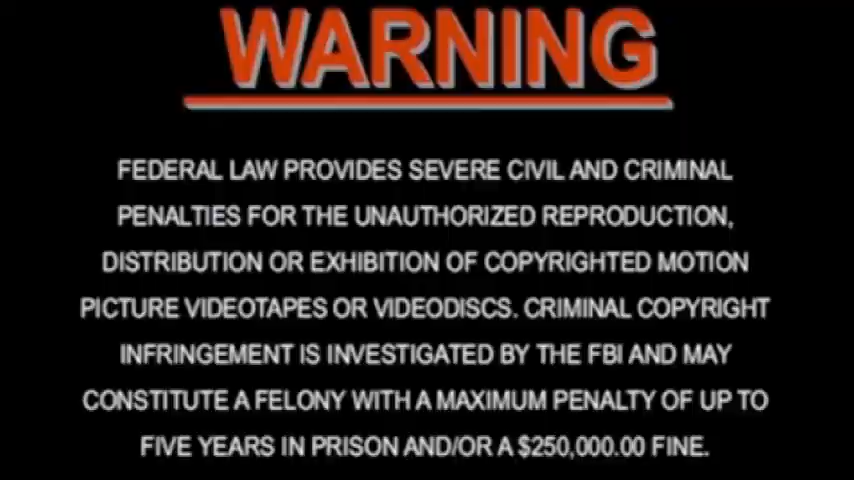 WARNING
FEDERAL LAW PROVIDES SEVERE CIVIL AND CRIMINAL
PENALTIES FOR THE UNAUTHORIZED REPRODUCTION,
DISTRIBUTION OR EXHIBITION OF COPYRIGHTED MOTION
PICTURE VIDEOTAPES OR VIDEODISCS. CRIMINAL COPYRIGHT
INFRINGEMENT IS INVESTIGATED BY THE FBI AND MAY
CONSTITUTE A FELONY WITH A MAXIMUM PENALTY OF UP TO
FIVE YEARS IN PRISON AND/OR A $250,000.00 FINE.